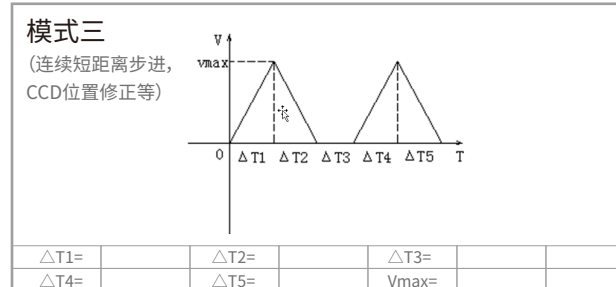 模式三
（连续短距离步进，
CCD位置修正等）
V
vmax
O ΔT1 ΔT2 ΔT3 ΔT4 ΔT5 T
△T1= △T2= △T3=
△T4= △T5= Vmax=